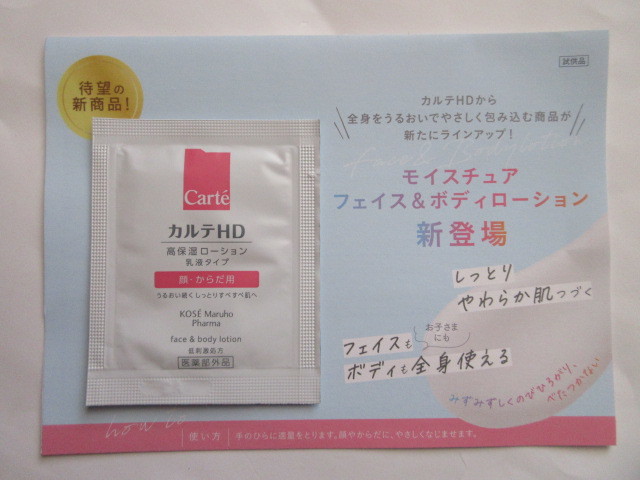 待望の
新商品!
試供品
カルテHDから
全身をうるおいでやさしく包み込む商品が
新たにラインアップ!
モイスチュア
フェイス&ボディローション
新登場
Carté
カルテHD
高保湿ローション
乳液タイプ
顔・からだ用
うるおい続くしっとりすべすべ肌へ
KOSÉ Maruho
Pharma
face & body lotion
低刺激処方
医薬部外品
しっとり
やわらか肌つづく
お子さま
にも
フェイスも
ボディも全身使える
みずみずしくのびひろがり、
べたつかない
how to
使い方
手のひらに適量をとります。顔やからだに、やさしくなじませます。